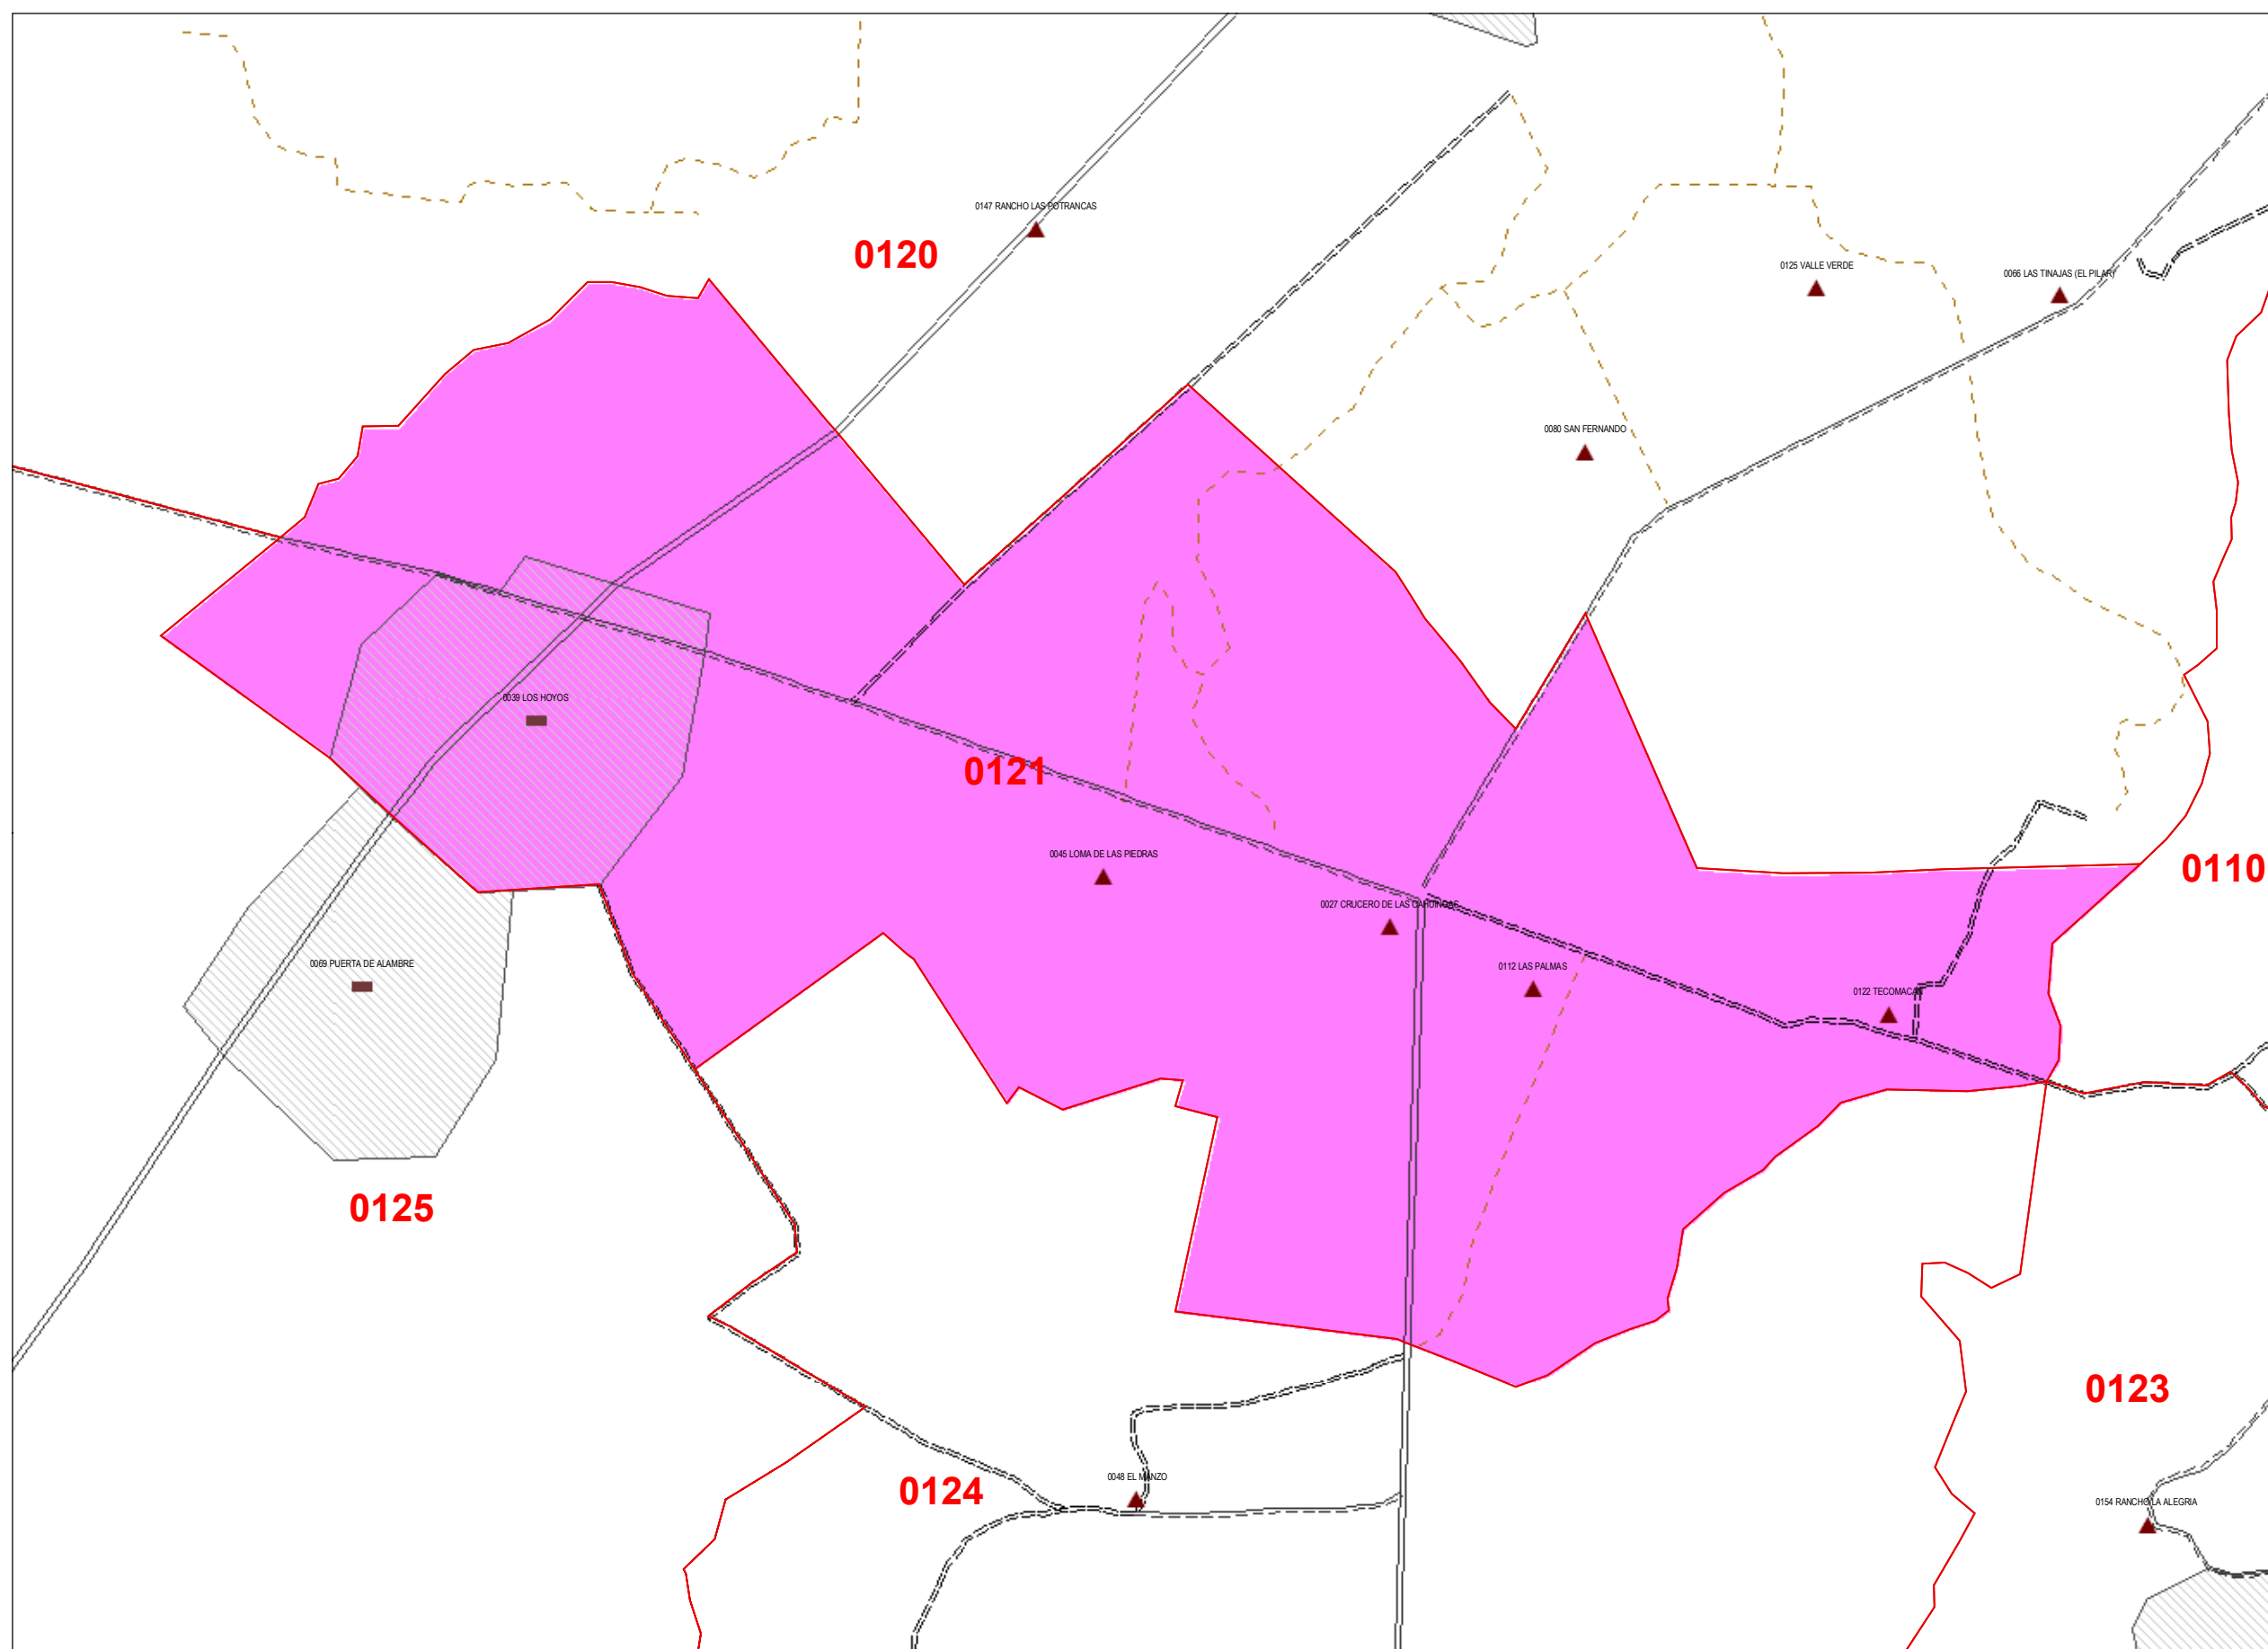 0147 RANCHO LAS POTRANCAS
0120
0125 VALLE VERDE
0066 LAS TINAJAS (EL PILAR)
0080 SAN FERNANDO
0039 LOS HOYOS
0121
0045 LOMA DE LAS PIEDRAS
0110
0027 CRUCERO DE LAS CAHUINGAS
0069 PUERTA DE ALAMBRE
0112 LAS PALMAS
0122 TECOMACAN
0125
0123
0048 EL MANZO
0124
0154 RANCHO LA ALEGRIA